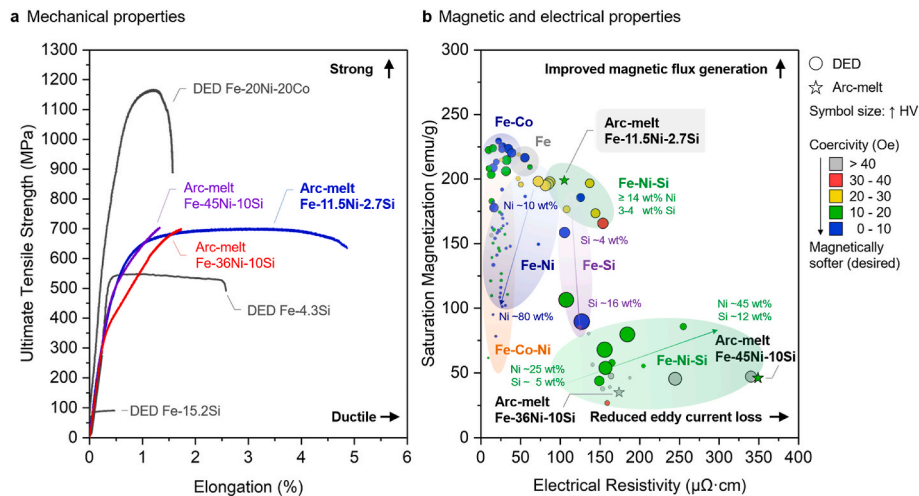 a Mechanical properties
1300
1200
1100
1000
900
800
700
600
500
400
300
200
100
0
0
1
2
3
4
5
6
Ultimate Tensile Strength (MPa)
Elongation (%)
Strong
DED Fe-20Ni-20Co
Arc-melt
Fe-45Ni-10Si
Arc-melt
Fe-11.5Ni-2.7Si
Arc-melt
Fe-36Ni-10Si
DED Fe-4.3Si
DED Fe-15.2Si
Ductile
b Magnetic and electrical properties
300
250
200
150
100
50
0
0
50
100
150
200
250
300
350
400
Saturation Magnetization (emu/g)
Electrical Resistivity (μΩ·cm)
Improved magnetic flux generation
Fe-Co
Fe
Arc-melt
Fe-11.5Ni-2.7Si
Fe-Ni-Si
≥ 14 wt% Ni
3-4 wt% Si
Ni ~10 wt%
Si ~4 wt%
Fe-Ni
Fe-Si
Ni ~80 wt%
Si ~16 wt%
Ni ~45 wt%
Si ~12 wt%
Fe-Co-Ni
Fe-Ni-Si
Arc-melt
Fe-45Ni-10Si
Ni ~25 wt%
Si ~ 5 wt%
Arc-melt
Fe-36Ni-10Si
Reduced eddy current loss
DED
Arc-melt
Symbol size: ↑ HV
Coercivity (Oe)
> 40
30 - 40
20 - 30
10 - 20
0 - 10
Magnetically
softer (desired)